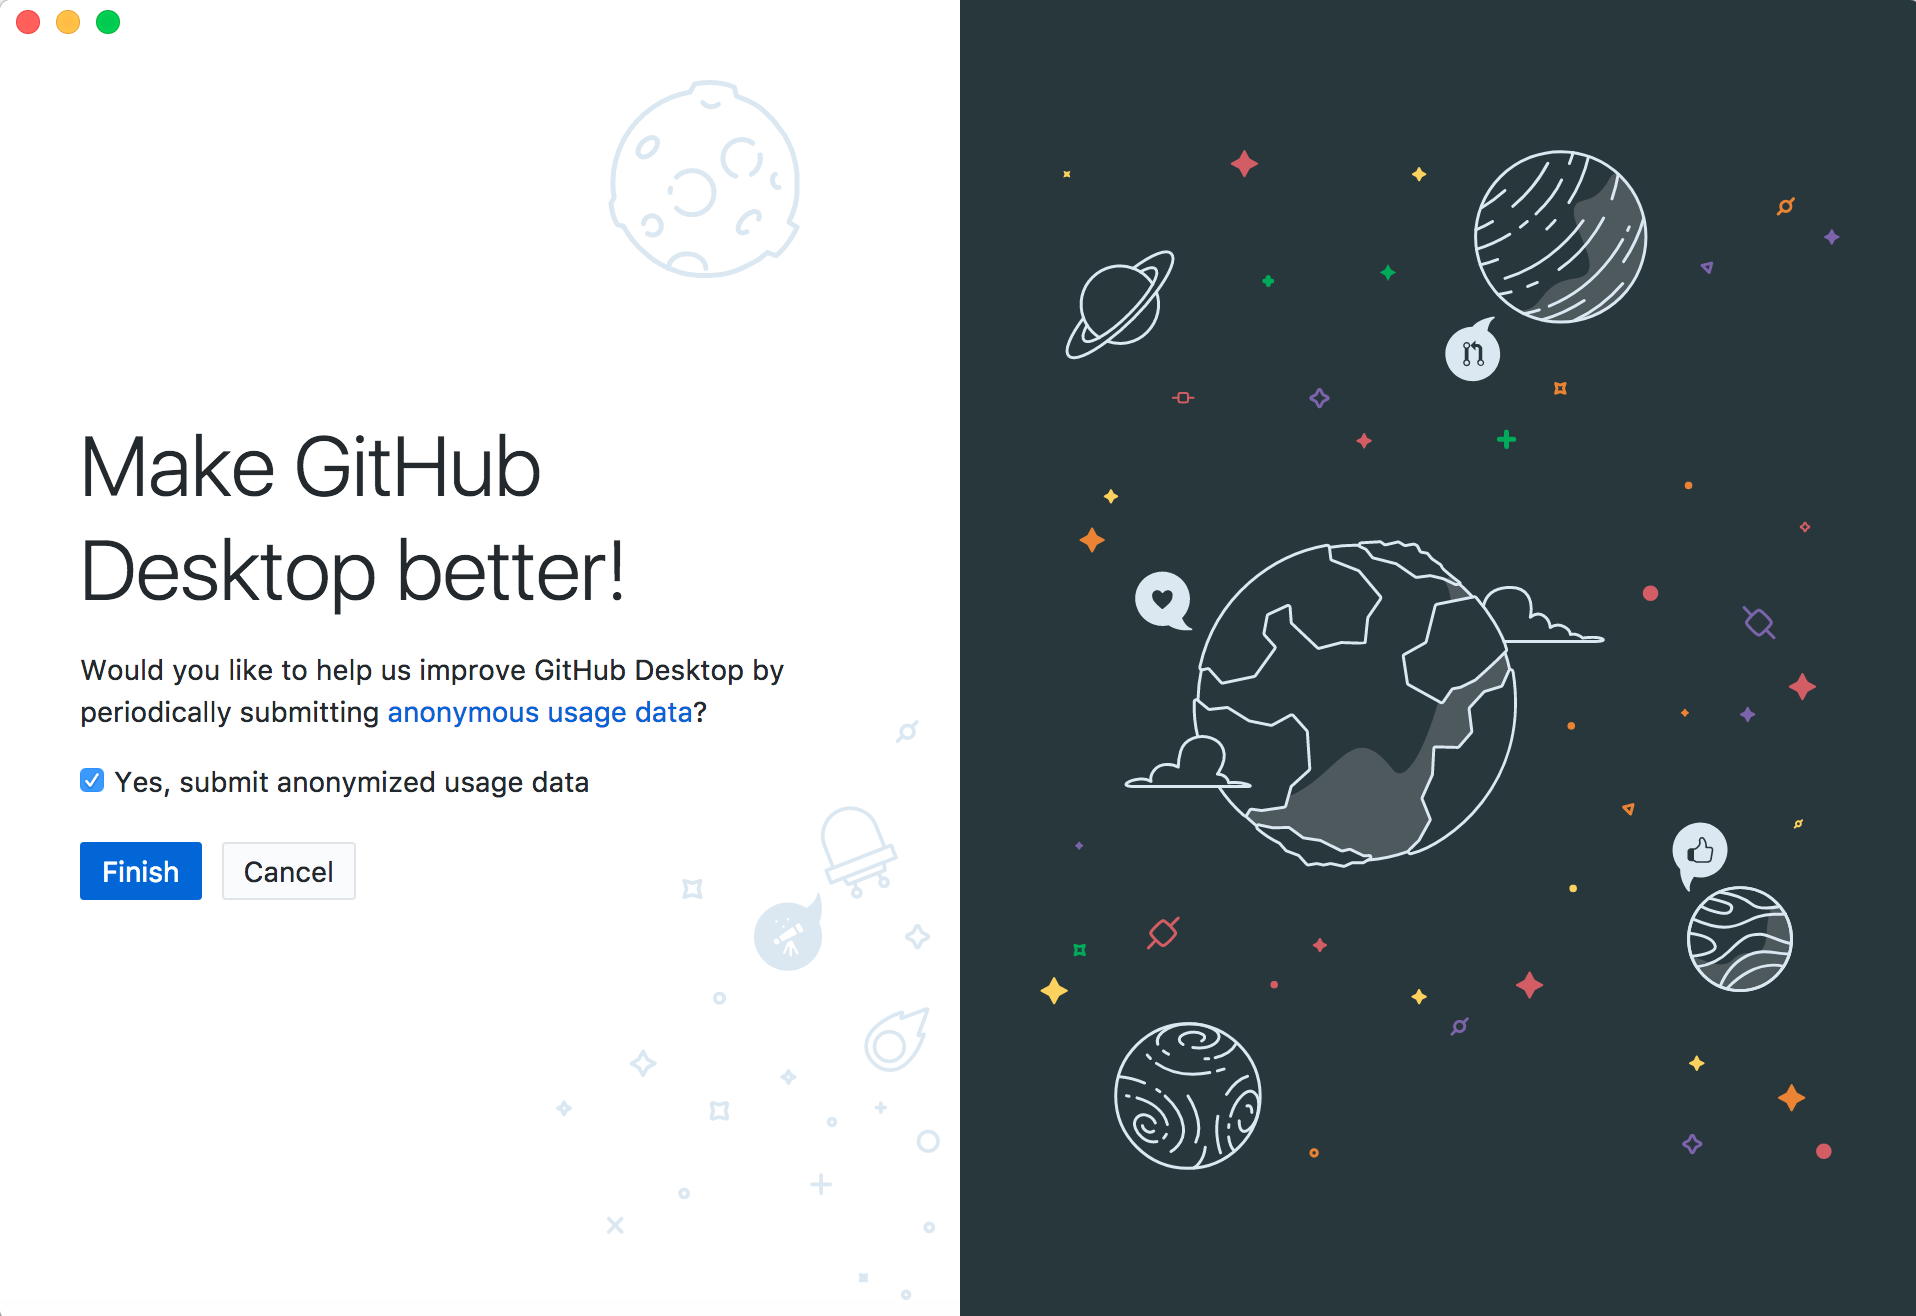 Make GitHub
Desktop better!
Would you like to help us improve GitHub Desktop by
periodically submitting anonymous usage data?
Yes, submit anonymized usage data
Finish
Cancel